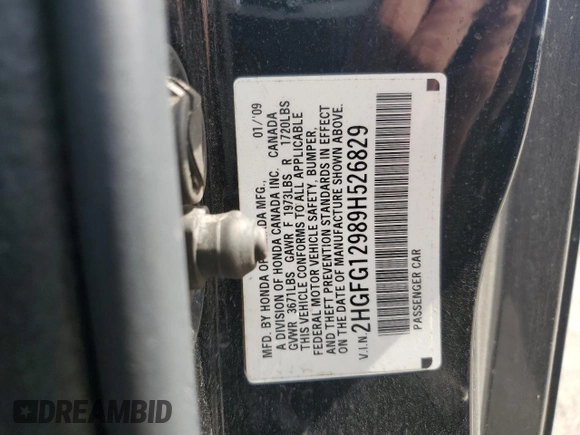 MFD. BY HONDA OF CANADA MFG., 01/'09
A DIVISION OF HONDA CANADA INC. CANADA
GVWR 3671LBS GAWR F 1973LBS R 1720LBS
THIS VEHICLE CONFORMS TO ALL APPLICABLE
FEDERAL MOTOR VEHICLE SAFETY, BUMPER,
AND THEFT PREVENTION STANDARDS IN EFFECT
ON THE DATE OF MANUFACTURE SHOWN ABOVE.
V.I.N. 2HGFG12989H526829
PASSENGER CAR
DREAMBID